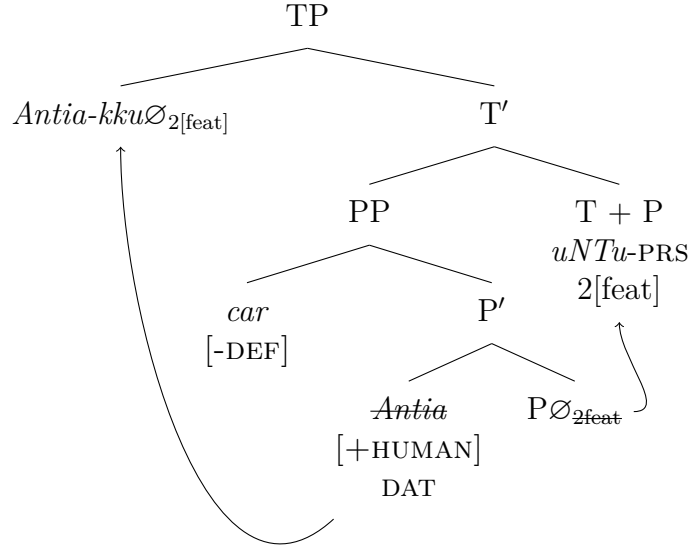 TP
Antia-kku∅2[feat] T′
PP T + P
uNTu-PRS
2[feat]
car P′
[-DEF]
Antia P∅2feat
[+HUMAN]
DAT